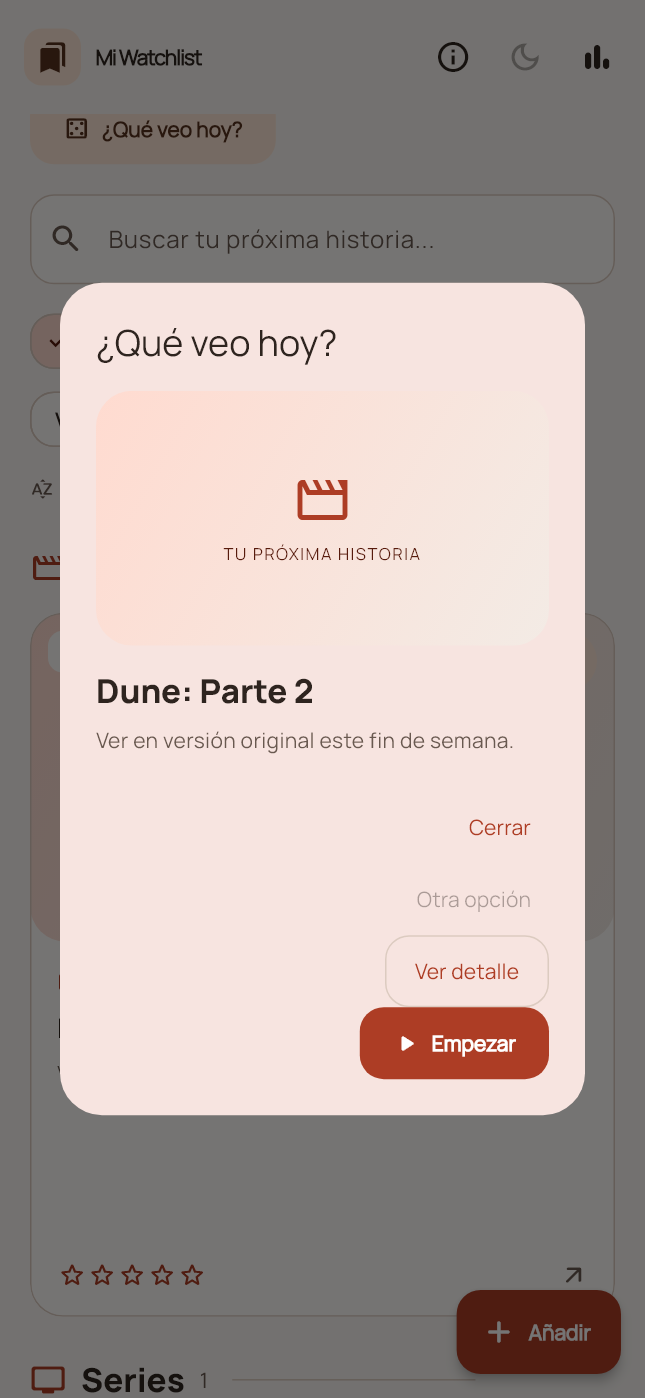 Mi Watchlist
¿Qué veo hoy?
Buscar tu próxima historia...
¿Qué veo hoy?
AZ
TU PRÓXIMA HISTORIA
Dune: Parte 2
Ver en versión original este fin de semana.
Cerrar
Otra opción
Ver detalle
Empezar
Añadir
Series 1